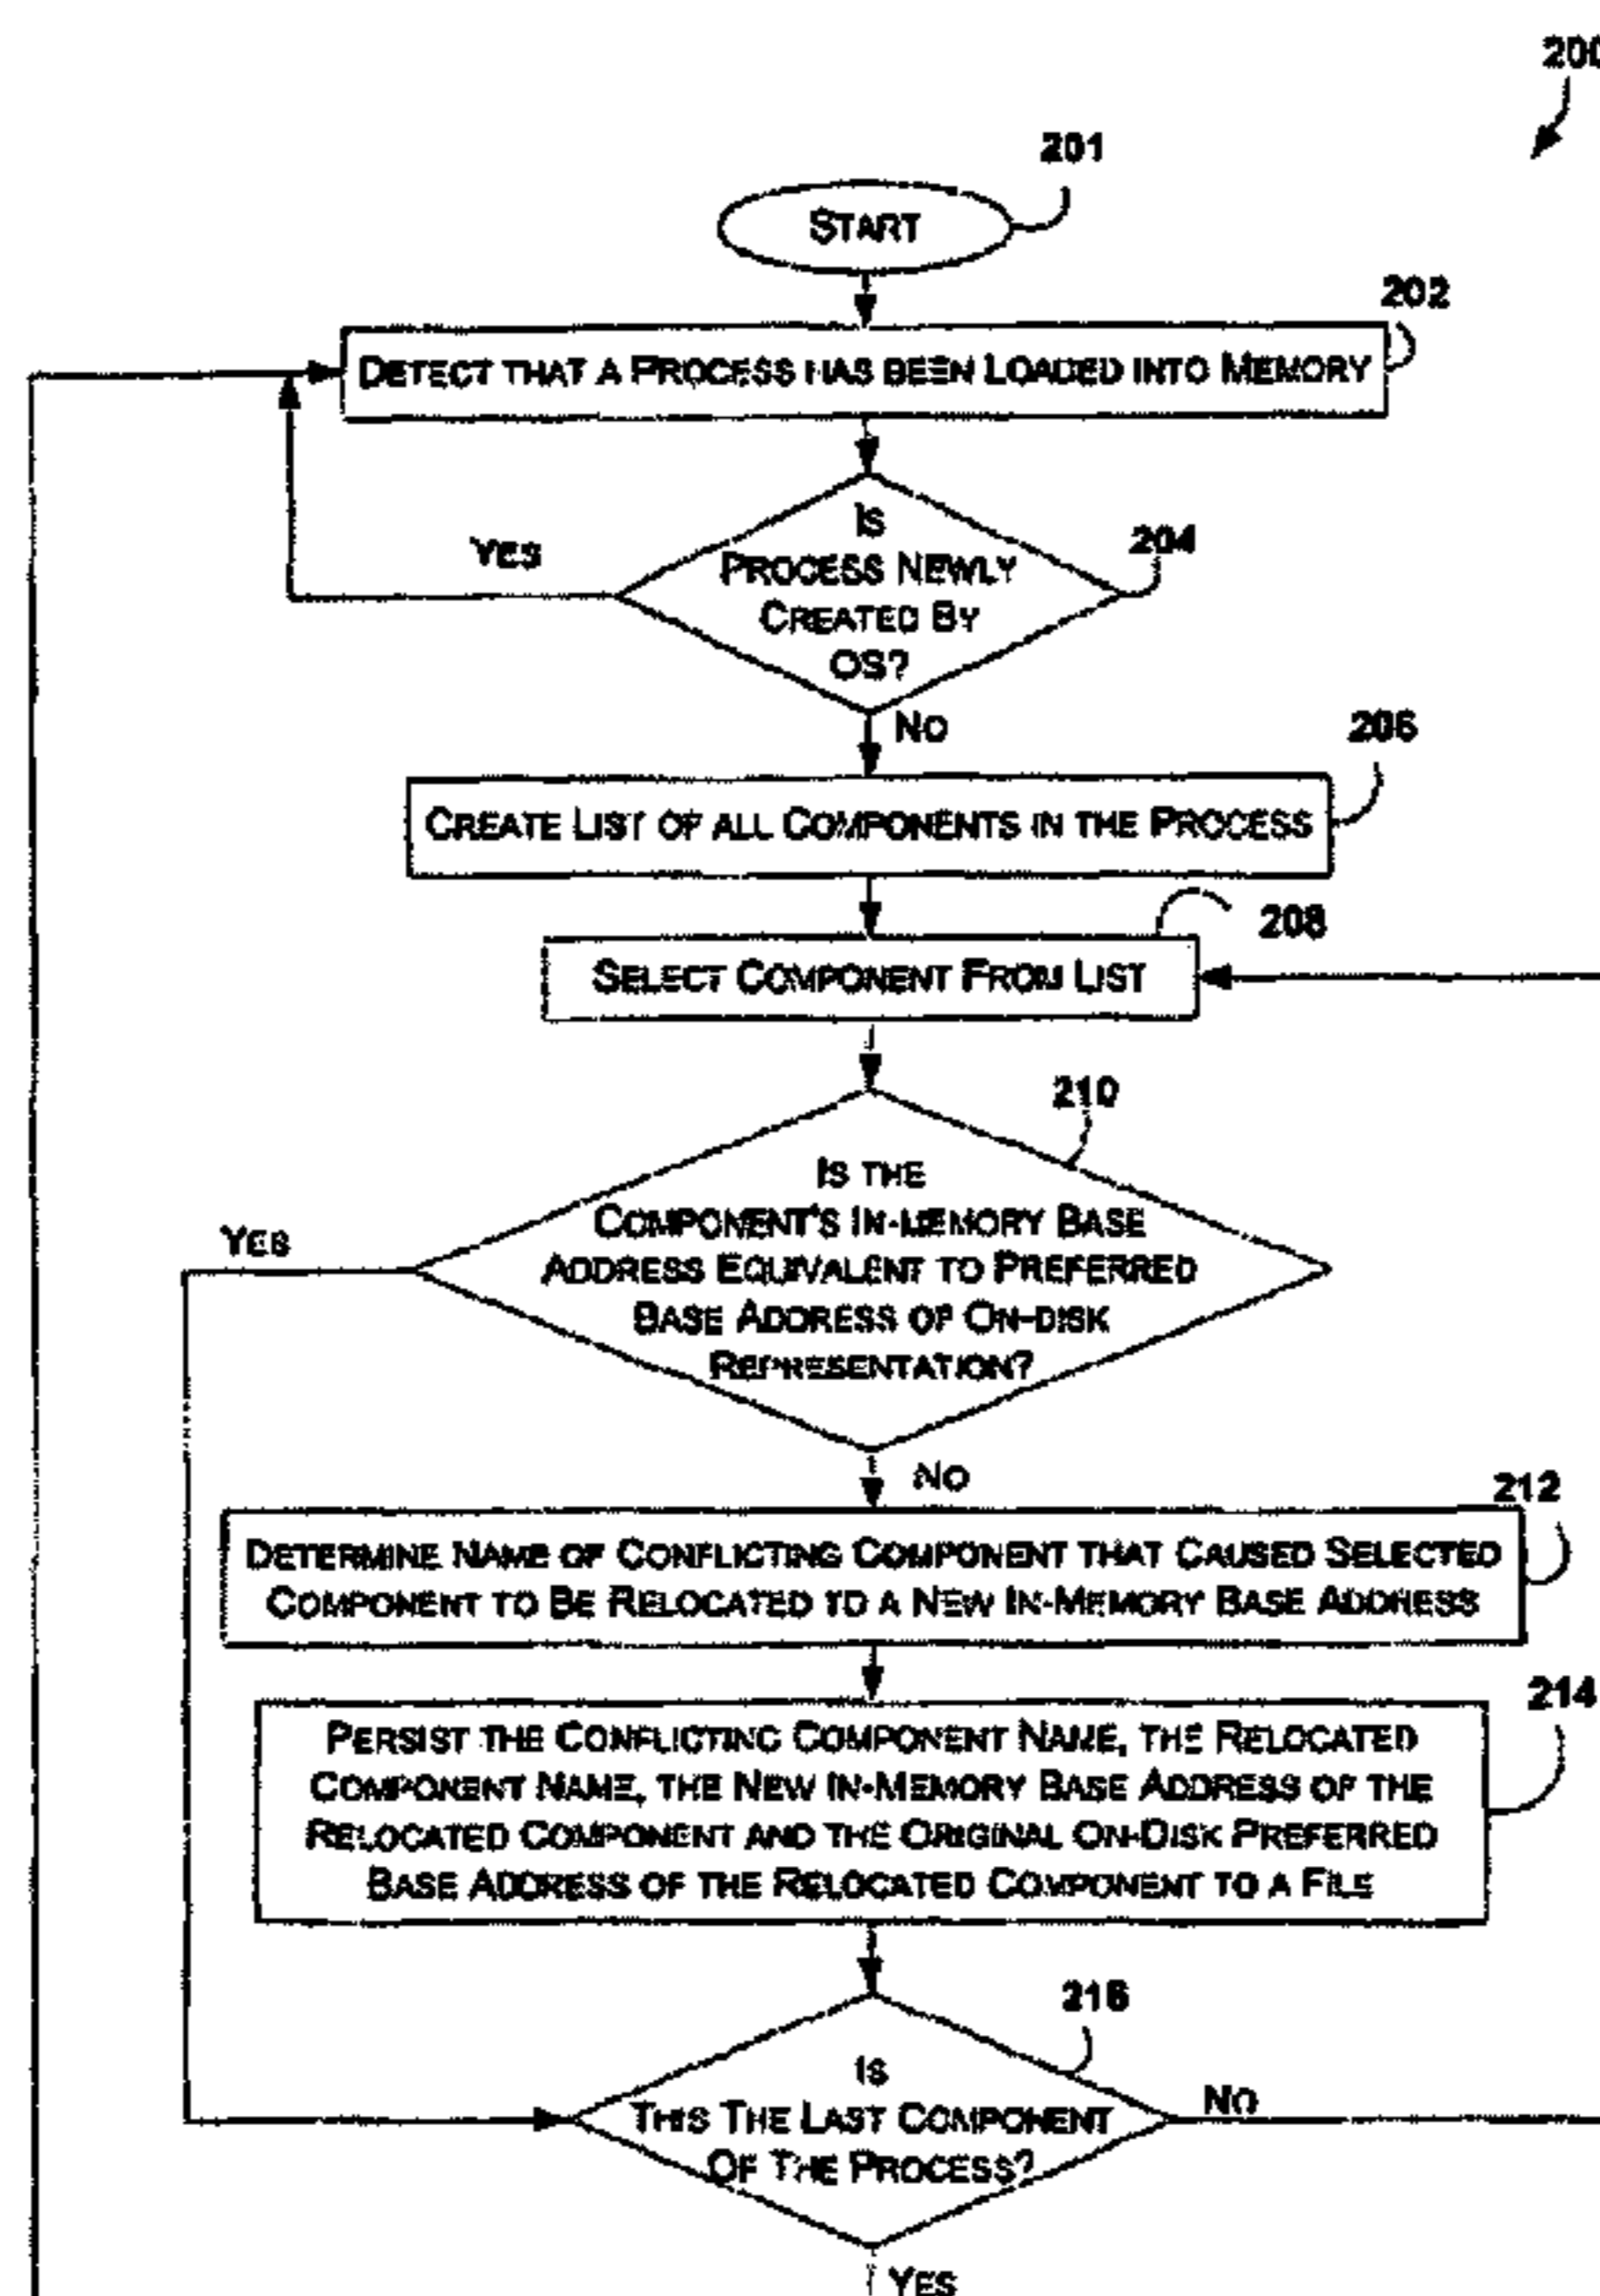 200
201
START
202
DETECT THAT A PROCESS HAS BEEN LOADED INTO MEMORY
IS
PROCESS NEWLY
CREATED BY
OS?
204
YES
NO
206
CREATE LIST OF ALL COMPONENTS IN THE PROCESS
208
SELECT COMPONENT FROM LIST
210
IS THE
COMPONENT'S IN-MEMORY BASE
ADDRESS EQUIVALENT TO PREFERRED
BASE ADDRESS OF ON-DISK
REPRESENTATION?
YES
NO
212
DETERMINE NAME OF CONFLICTING COMPONENT THAT CAUSED SELECTED
COMPONENT TO BE RELOCATED TO A NEW IN-MEMORY BASE ADDRESS
214
PERSIST THE CONFLICTING COMPONENT NAME, THE RELOCATED
COMPONENT NAME, THE NEW IN-MEMORY BASE ADDRESS OF THE
RELOCATED COMPONENT AND THE ORIGINAL ON-DISK PREFERRED
BASE ADDRESS OF THE RELOCATED COMPONENT TO A FILE
216
IS
THIS THE LAST COMPONENT
OF THE PROCESS?
NO
YES